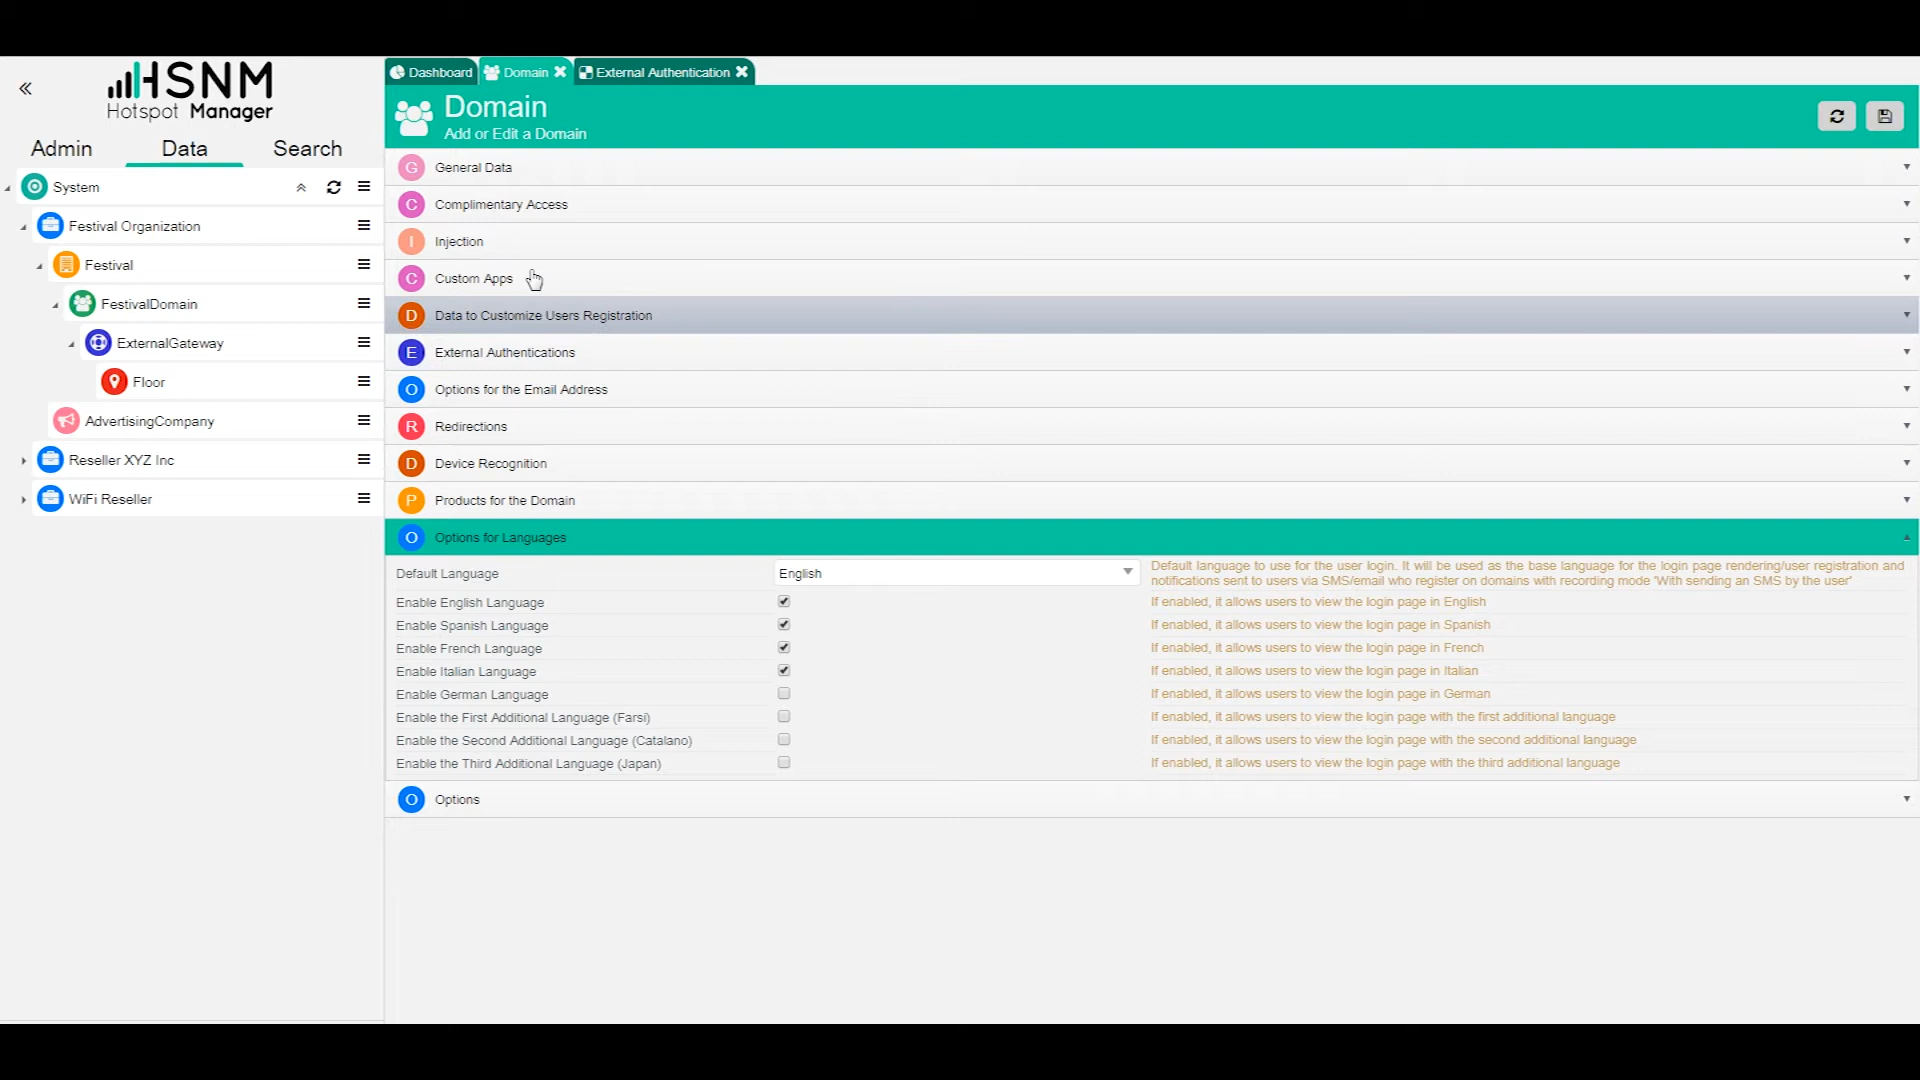 HSNM
Hotspot Manager
Admin
Data
Search
System
Festival Organization
Festival
FestivalDomain
ExternalGateway
Floor
AdvertisingCompany
Reseller XYZ Inc
WiFi Reseller
Dashboard
Domain
External Authentication
Domain
Add or Edit a Domain
G General Data
C Complimentary Access
I Injection
C Custom Apps
D Data to Customize Users Registration
E External Authentications
O Options for the Email Address
R Redirections
D Device Recognition
P Products for the Domain
O Options for Languages
Default Language
English
Default language to use for the user login. It will be used as the base language for the login page rendering/user registration and
notifications sent to users via SMS/email who register on domains with recording mode 'With sending an SMS by the user'
Enable English Language
If enabled, it allows users to view the login page in English
Enable Spanish Language
If enabled, it allows users to view the login page in Spanish
Enable French Language
If enabled, it allows users to view the login page in French
Enable Italian Language
If enabled, it allows users to view the login page in Italian
Enable German Language
If enabled, it allows users to view the login page in German
Enable the First Additional Language (Farsi)
If enabled, it allows users to view the login page with the first additional language
Enable the Second Additional Language (Catalano)
If enabled, it allows users to view the login page with the second additional language
Enable the Third Additional Language (Japan)
If enabled, it allows users to view the login page with the third additional language
O Options